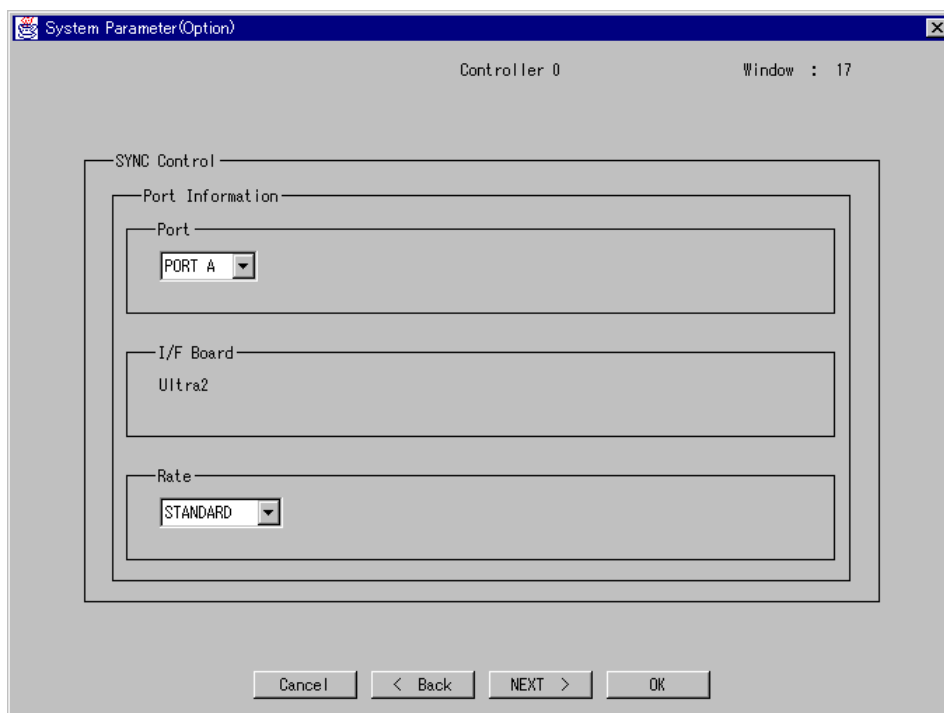 System Parameter(Option)
Controller 0 Window : 17
SYNC Control
Port Information
Port
PORT A
I/F Board
Ultra2
Rate
STANDARD
Cancel < Back NEXT > OK